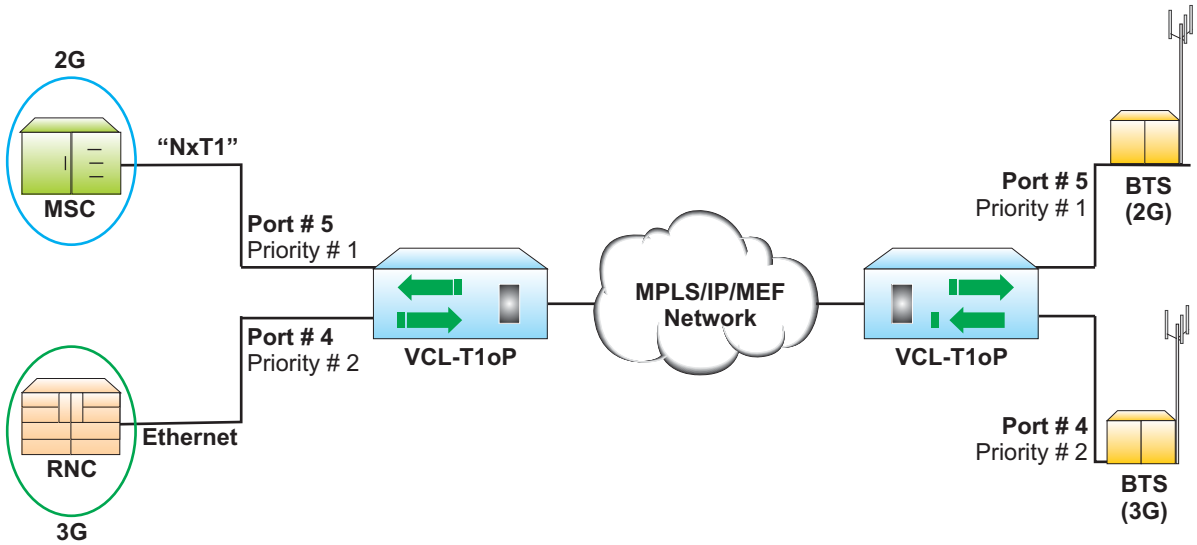 2G
MSC
“NxT1”
Port # 5
Priority # 1
Port # 4
Priority # 2
Ethernet
RNC
3G
VCL-T1oP
MPLS/IP/MEF
Network
VCL-T1oP
Port # 5
Priority # 1
BTS
(2G)
Port # 4
Priority # 2
BTS
(3G)